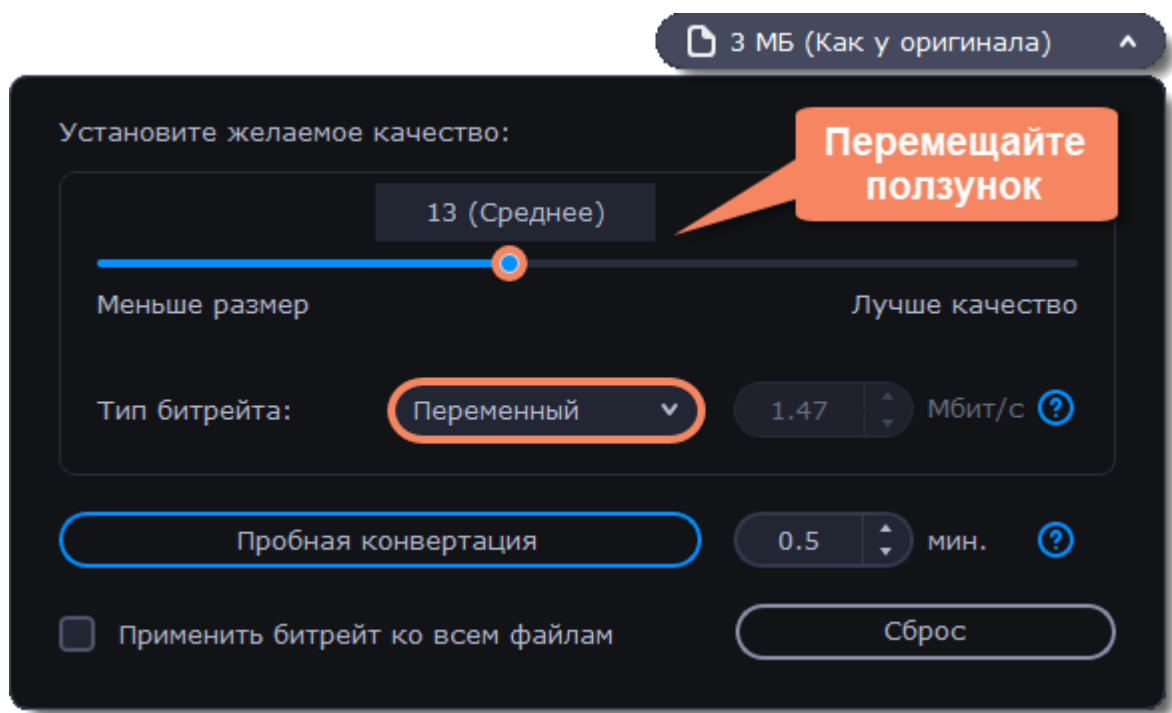 3 МБ (Как у оригинала)
Установите желаемое качество:
Перемещайте
ползунок
13 (Среднее)
Меньше размер
Лучше качество
Тип битрейта:
Переменный
1.47
Мбит/с
?
Пробная конвертация
0.5
мин.
?
Применить битрейт ко всем файлам
Сброс